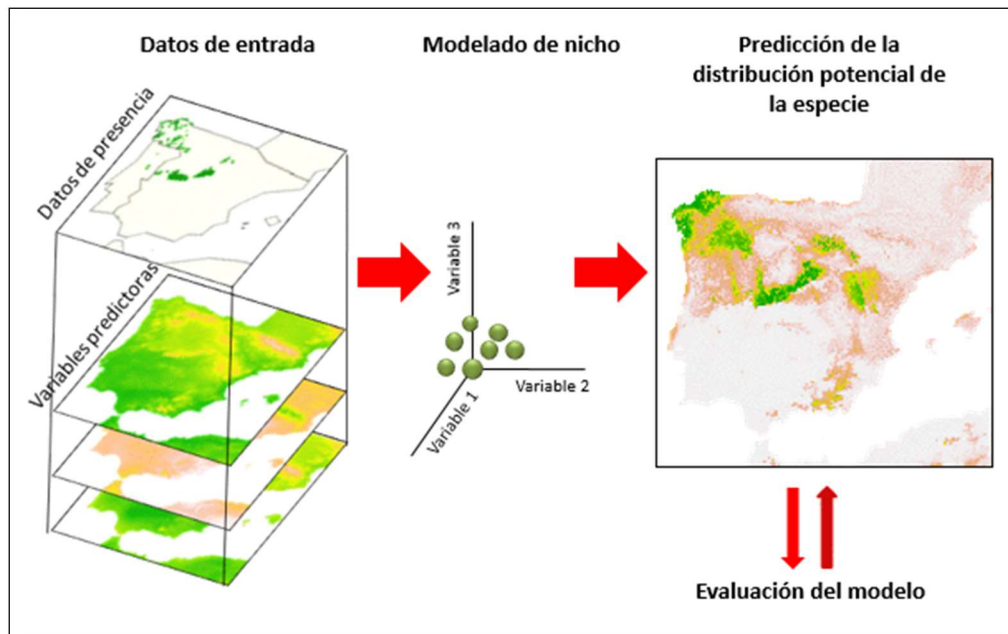 Datos de entrada
Modelado de nicho
Predicción de la
distribución potencial de
la especie
Datos de presencia
Variables predictoras
Variable 3
Variable 2
Variable 1
Evaluación del modelo